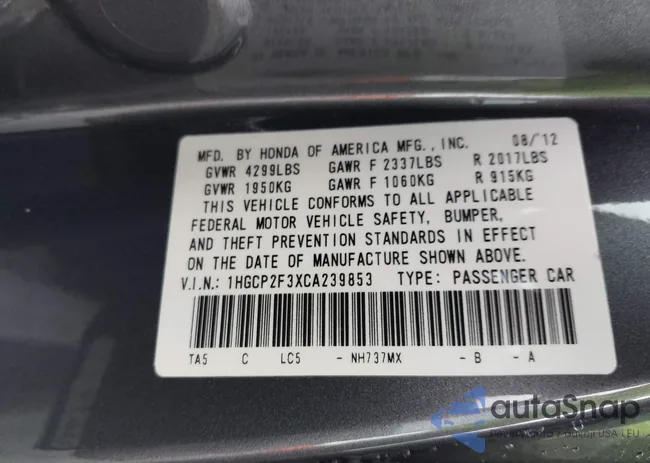 MFD. BY HONDA OF AMERICA MFG., INC. 08/'12
GVWR 4299LBS GAWR F 2337LBS R 2017LBS
GVWR 1950KG GAWR F 1060KG R 915KG
THIS VEHICLE CONFORMS TO ALL APPLICABLE
FEDERAL MOTOR VEHICLE SAFETY, BUMPER,
AND THEFT PREVENTION STANDARDS IN EFFECT
ON THE DATE OF MANUFACTURE SHOWN ABOVE.
V.I.N.: 1HGCP2F3XCA239853 TYPE: PASSENGER CAR
TA5 C LC5 - NH737MX - B - A
autoSnap
USA i EU